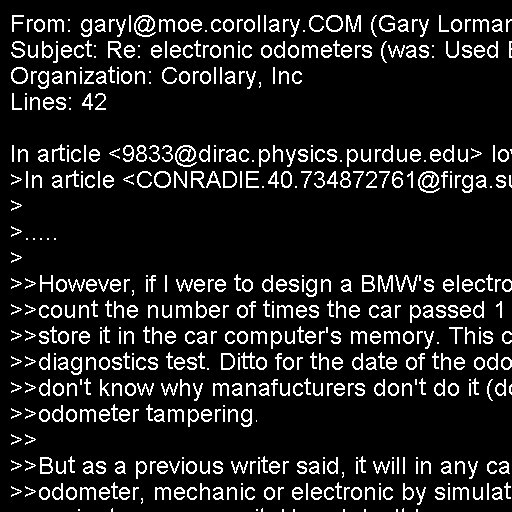 From: garyl@moe.corollary.COM (Gary Lorman
Subject: Re: electronic odometers (was: Used
Organization: Corollary, Inc
Lines: 42

In article <9833@dirac.physics.purdue.edu> lo
>In article <CONRADIE.40.734872761@firga.su
>
>.....
>
>>However, if I were to design a BMW's electro
>>count the number of times the car passed 1
>>store it in the car computer's memory. This c
>>diagnostics test. Ditto for the date of the odo
>>don't know why manafucturers don't do it (do
>>odometer tampering.
>>
>>But as a previous writer said, it will in any ca
>>odometer, mechanic or electronic by simulat